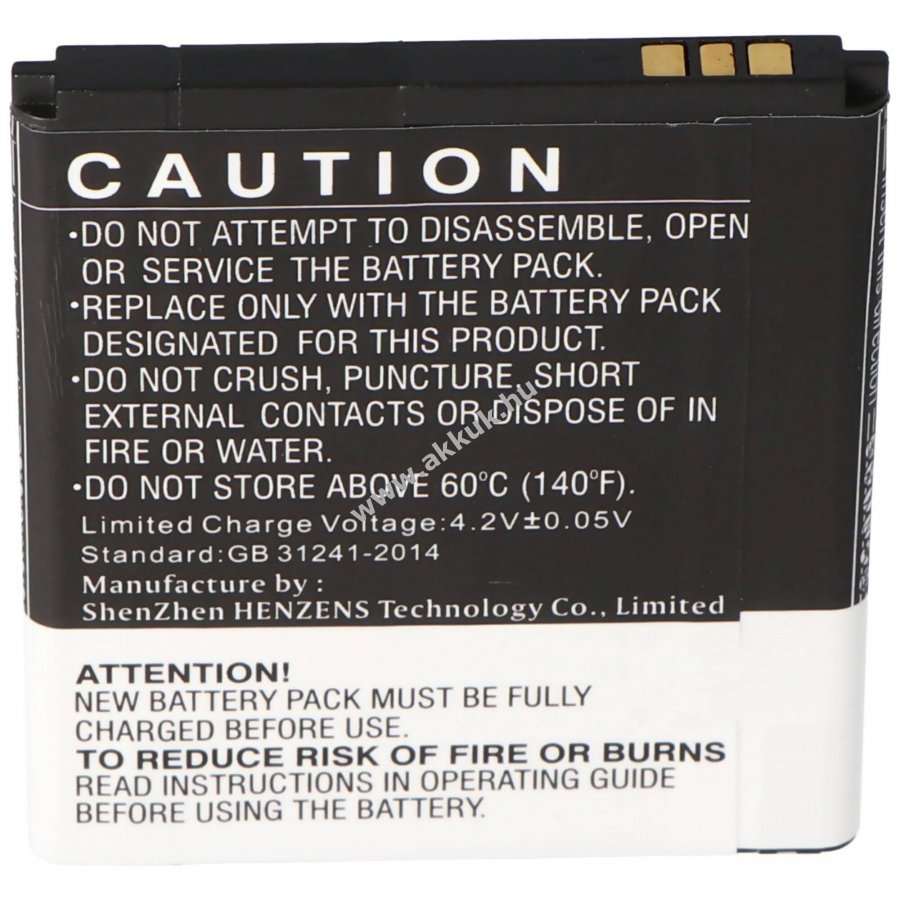 CAUTION
•DO NOT ATTEMPT TO DISASSEMBLE, OPEN
OR SERVICE THE BATTERY PACK.
•REPLACE ONLY WITH THE BATTERY PACK
DESIGNATED FOR THIS PRODUCT.
•DO NOT CRUSH, PUNCTURE, SHORT
EXTERNAL CONTACTS OR DISPOSE OF IN
FIRE OR WATER.
•DO NOT STORE ABOVE 60°C (140°F).
Limited Charge Voltage:4.2V±0.05V
Standard:GB 31241-2014
Manufacture by :
ShenZhen HENZENS Technology Co., Limited
ATTENTION!
NEW BATTERY PACK MUST BE FULLY
CHARGED BEFORE USE.
TO REDUCE RISK OF FIRE OR BURNS
READ INSTRUCTIONS IN OPERATING GUIDE
BEFORE USING THE BATTERY.
www.akkuk.hu